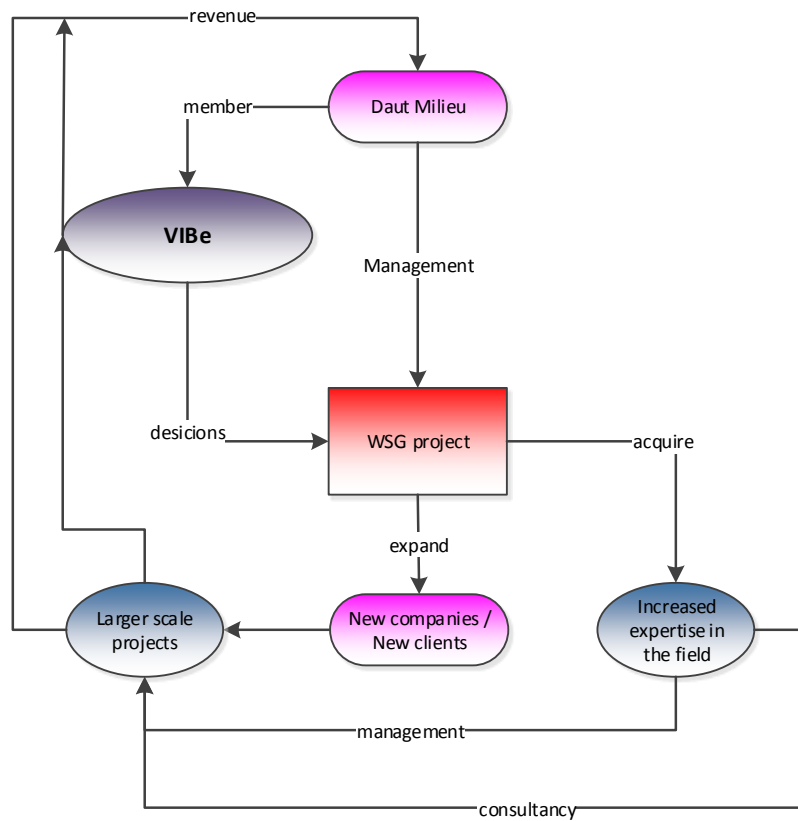 revenue
Daut Milieu
member
VIBe
Management
desicions
WSG project
acquire
expand
Larger scale
projects
New companies /
New clients
Increased
expertise in
the field
management
consultancy